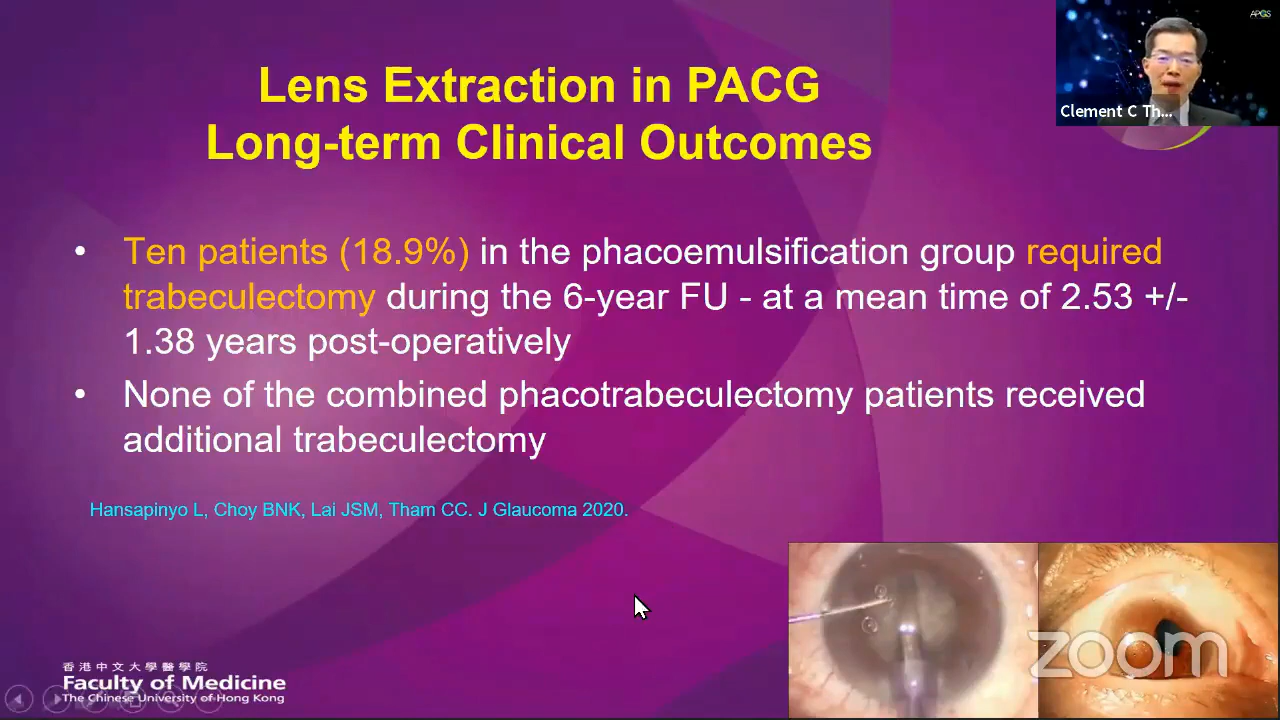 APGS
Clement C Th...
Lens Extraction in PACG
Long-term Clinical Outcomes
• Ten patients (18.9%) in the phacoemulsification group required
trabeculectomy during the 6-year FU - at a mean time of 2.53 +/-
1.38 years post-operatively
• None of the combined phacotrabeculectomy patients received
additional trabeculectomy
Hansapinyo L, Choy BNK, Lai JSM, Tham CC. J Glaucoma 2020.
zoom
香港中文大學醫學院
Faculty of Medicine
The Chinese University of Hong Kong